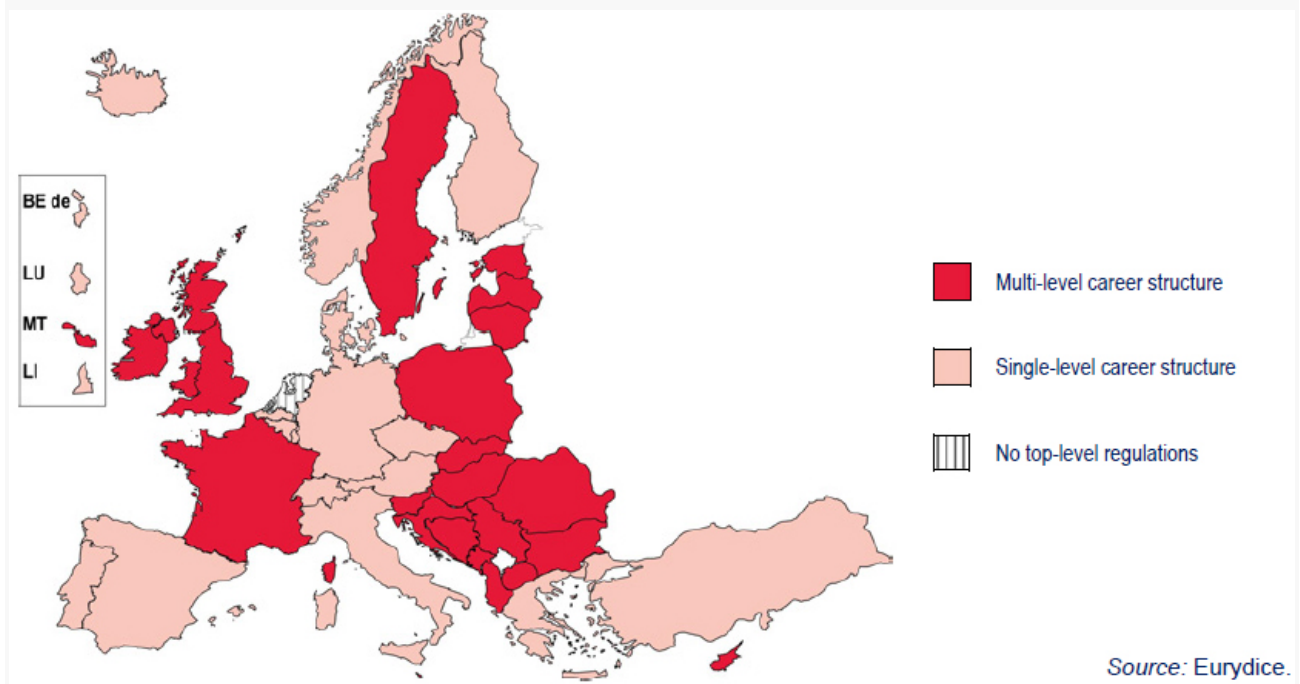 BE de
LU
MT
LI
Multi-level career structure
Single-level career structure
No top-level regulations
Source: Eurydice.